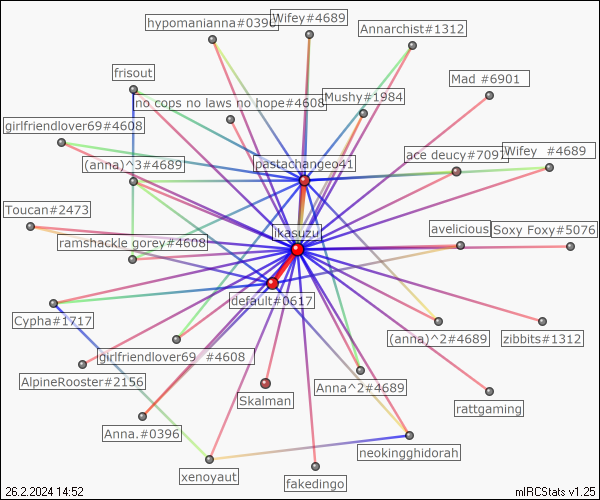 hypomanianna#0396
Wifey#4689
Annarchist#1312
frisout
Mad #6901
no cops no laws no hope#4608
Mushy#1984
girlfriendlover69#4608
(anna)^3#4689
pastachangeo41
ace deucy#7097
Wifey #4689
Toucan#2473
ramshackle gorey#4608
ikasuzu
avelicious
Soxy Foxy#5076
default#0617
Cypha#1717
girlfriendlover69 #4608
(anna)^2#4689
zibbits#1312
AlpineRooster#2156
Skalman
Anna^2#4689
rattgaming
Anna.#0396
neokingghidorah
xenoyaut
fakedingo
26.2.2024 14:52
mIRCStats v1.25